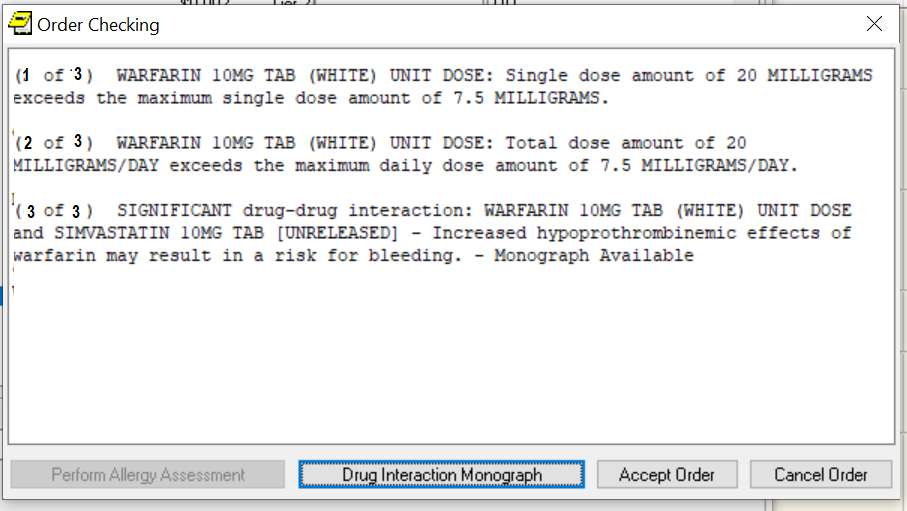 Order Checking
(1 of 3) WARFARIN 10MG TAB (WHITE) UNIT DOSE: Single dose amount of 20 MILLIGRAMS
exceeds the maximum single dose amount of 7.5 MILLIGRAMS.
(2 of 3) WARFARIN 10MG TAB (WHITE) UNIT DOSE: Total dose amount of 20
MILLIGRAMS/DAY exceeds the maximum daily dose amount of 7.5 MILLIGRAMS/DAY.
(3 of 3) SIGNIFICANT drug-drug interaction: WARFARIN 10MG TAB (WHITE) UNIT DOSE
and SIMVASTATIN 10MG TAB [UNRELEASED] - Increased hypoprothrombinemic effects of
warfarin may result in a risk for bleeding. - Monograph Available
Perform Allergy Assessment Drug Interaction Monograph Accept Order Cancel Order